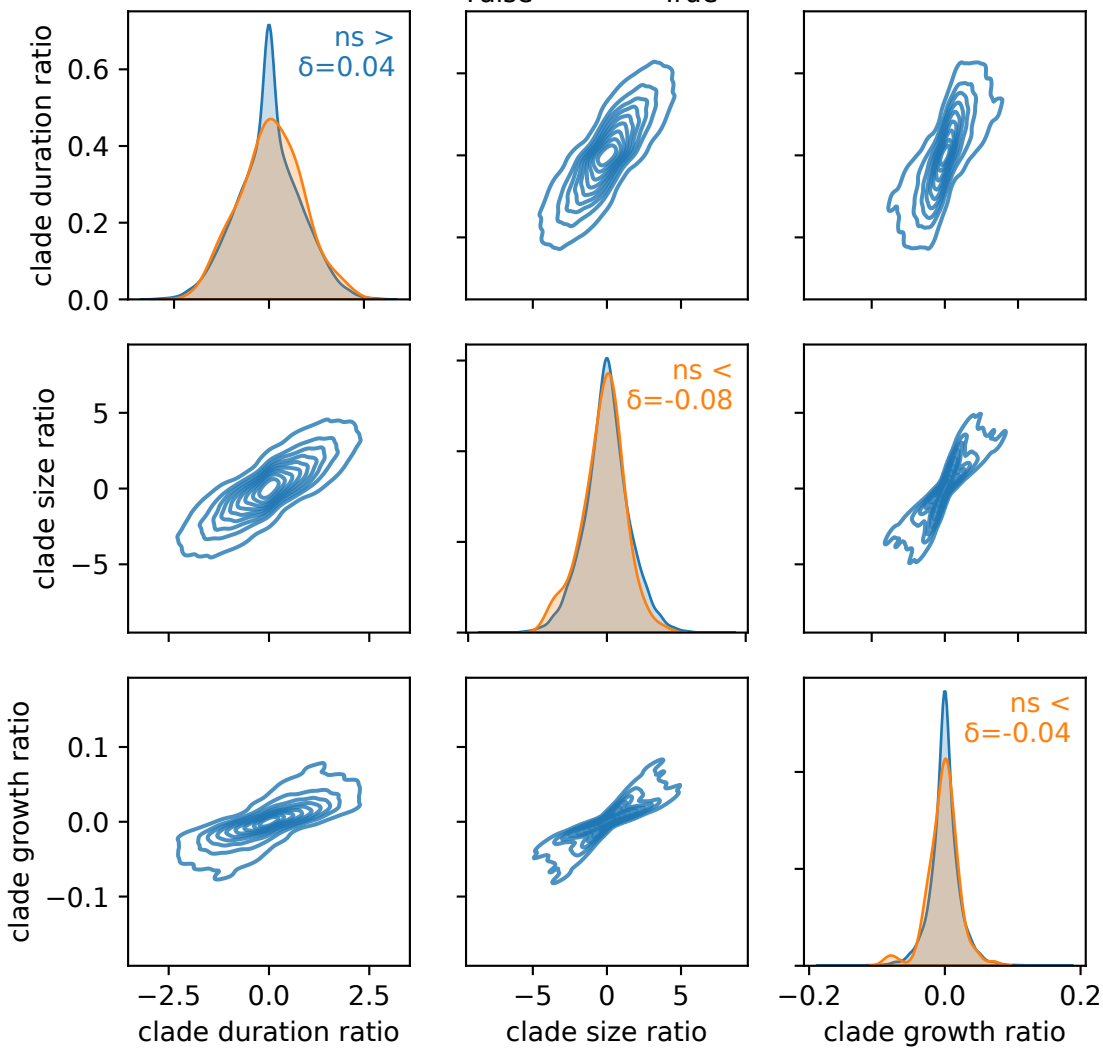 clade duration ratio
0.6
0.4
0.2
0.0
ns >
δ=0.04
clade size ratio
5
0
−5
ns <
δ=-0.08
clade growth ratio
0.1
0.0
−0.1
ns <
δ=-0.04
−2.5 0.0 2.5
−5 0 5
−0.2 0.0 0.2
clade duration ratio
clade size ratio
clade growth ratio